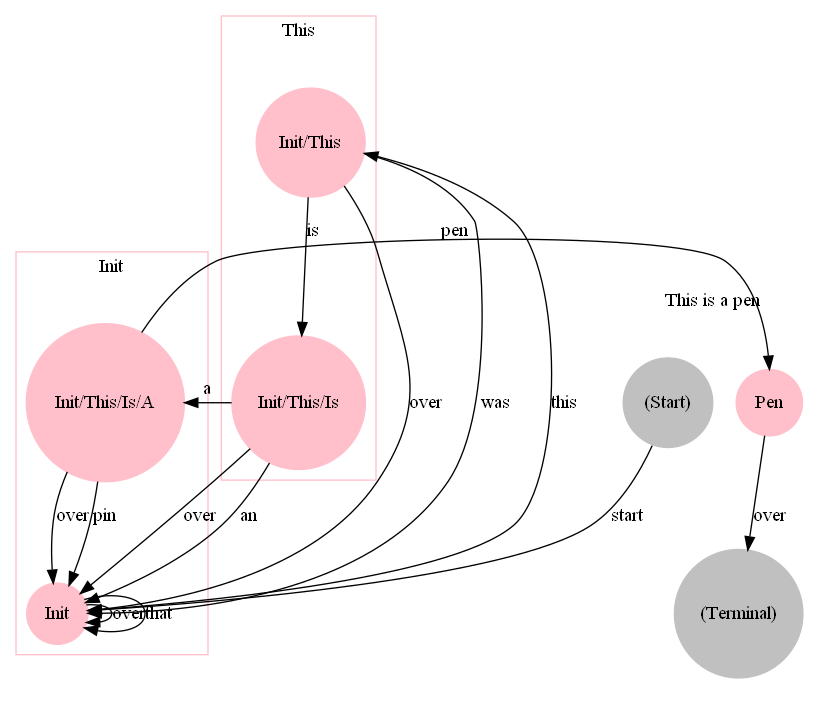 This
Init/This
is
pen
Init
This is a pen
Init/This/Is/A
a
Init/This/Is
(Start)
Pen
over
was
this
over
pin
over
an
start
over
Init
over
that
(Terminal)